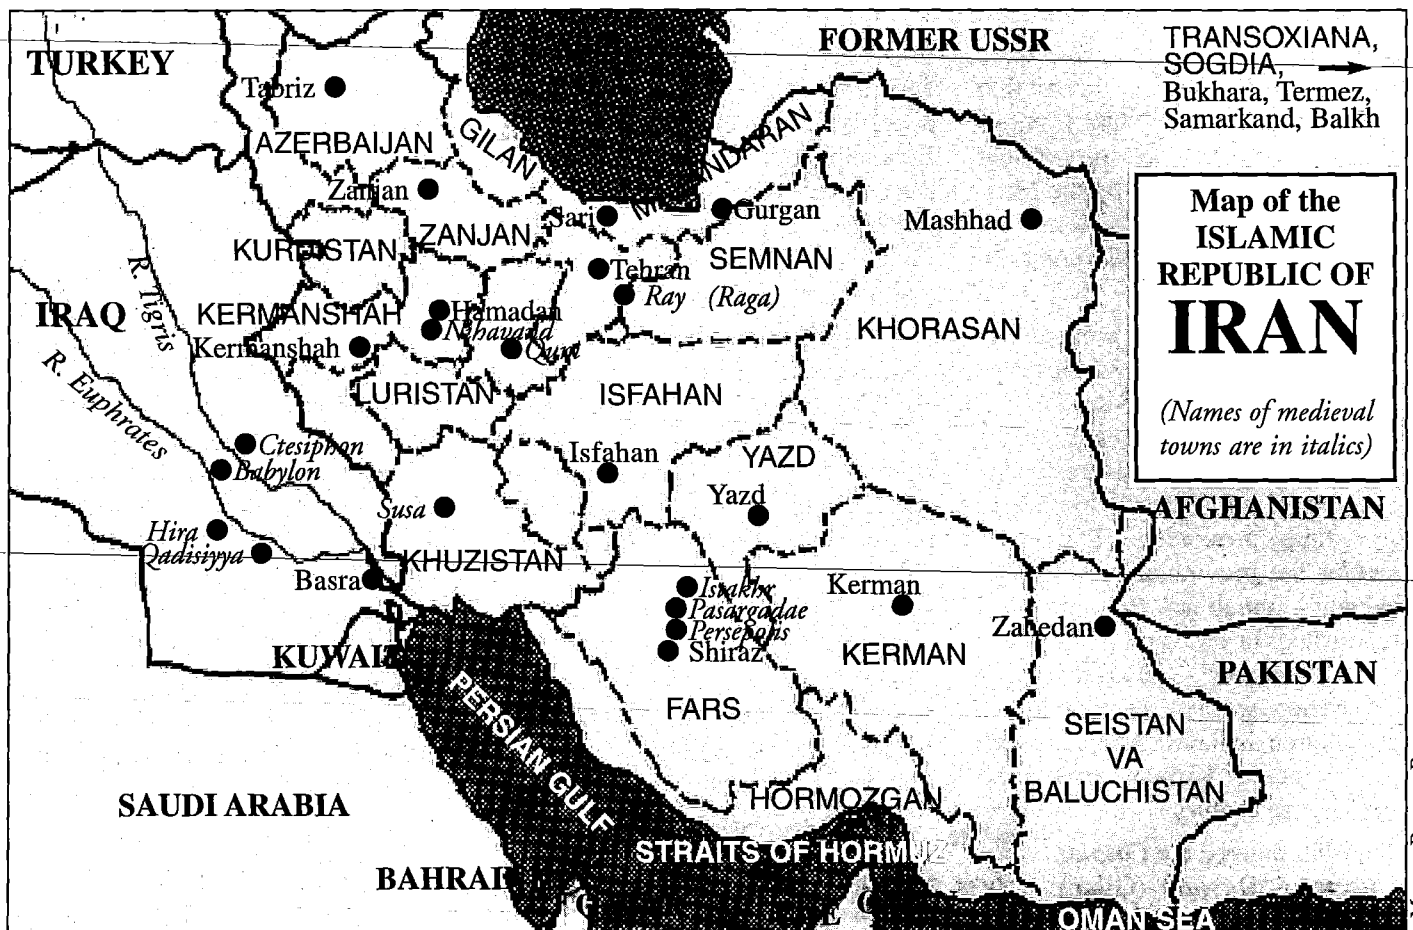 TURKEY
FORMER USSR
TRANSOXIANA,
SOGDIA,
Bukhara, Termez,
Samarkand, Balkh
Tabriz
AZERBAIJAN
GILAN
Zanjan
Sari
Gurgan
Mashhad
Map of the
ISLAMIC
REPUBLIC OF
IRAN
(Names of medieval
towns are in italics)
KURDISTAN
ZANJAN
SEMNAN
Tehran
Ray (Raga)
R. Tigris
IRAQ
KERMANSHAH
Hamadan
Nihavand
Qum
Kermanshah
KHORASAN
R. Euphrates
LURISTAN
ISFAHAN
Ctesiphon
Babylon
Isfahan
YAZD
Yazd
Susa
AFGHANISTAN
Hira
Qadisiyya
KHUZISTAN
Basra
Istakhr
Pasargadae
Persepolis
Shiraz
Kerman
KERMAN
Zahedan
KUWAIT
PAKISTAN
FARS
PERSIAN GULF
SEISTAN
VA
BALUCHISTAN
SAUDI ARABIA
HORMOZGAN
STRAITS OF HORMUZ
OMAN SEA